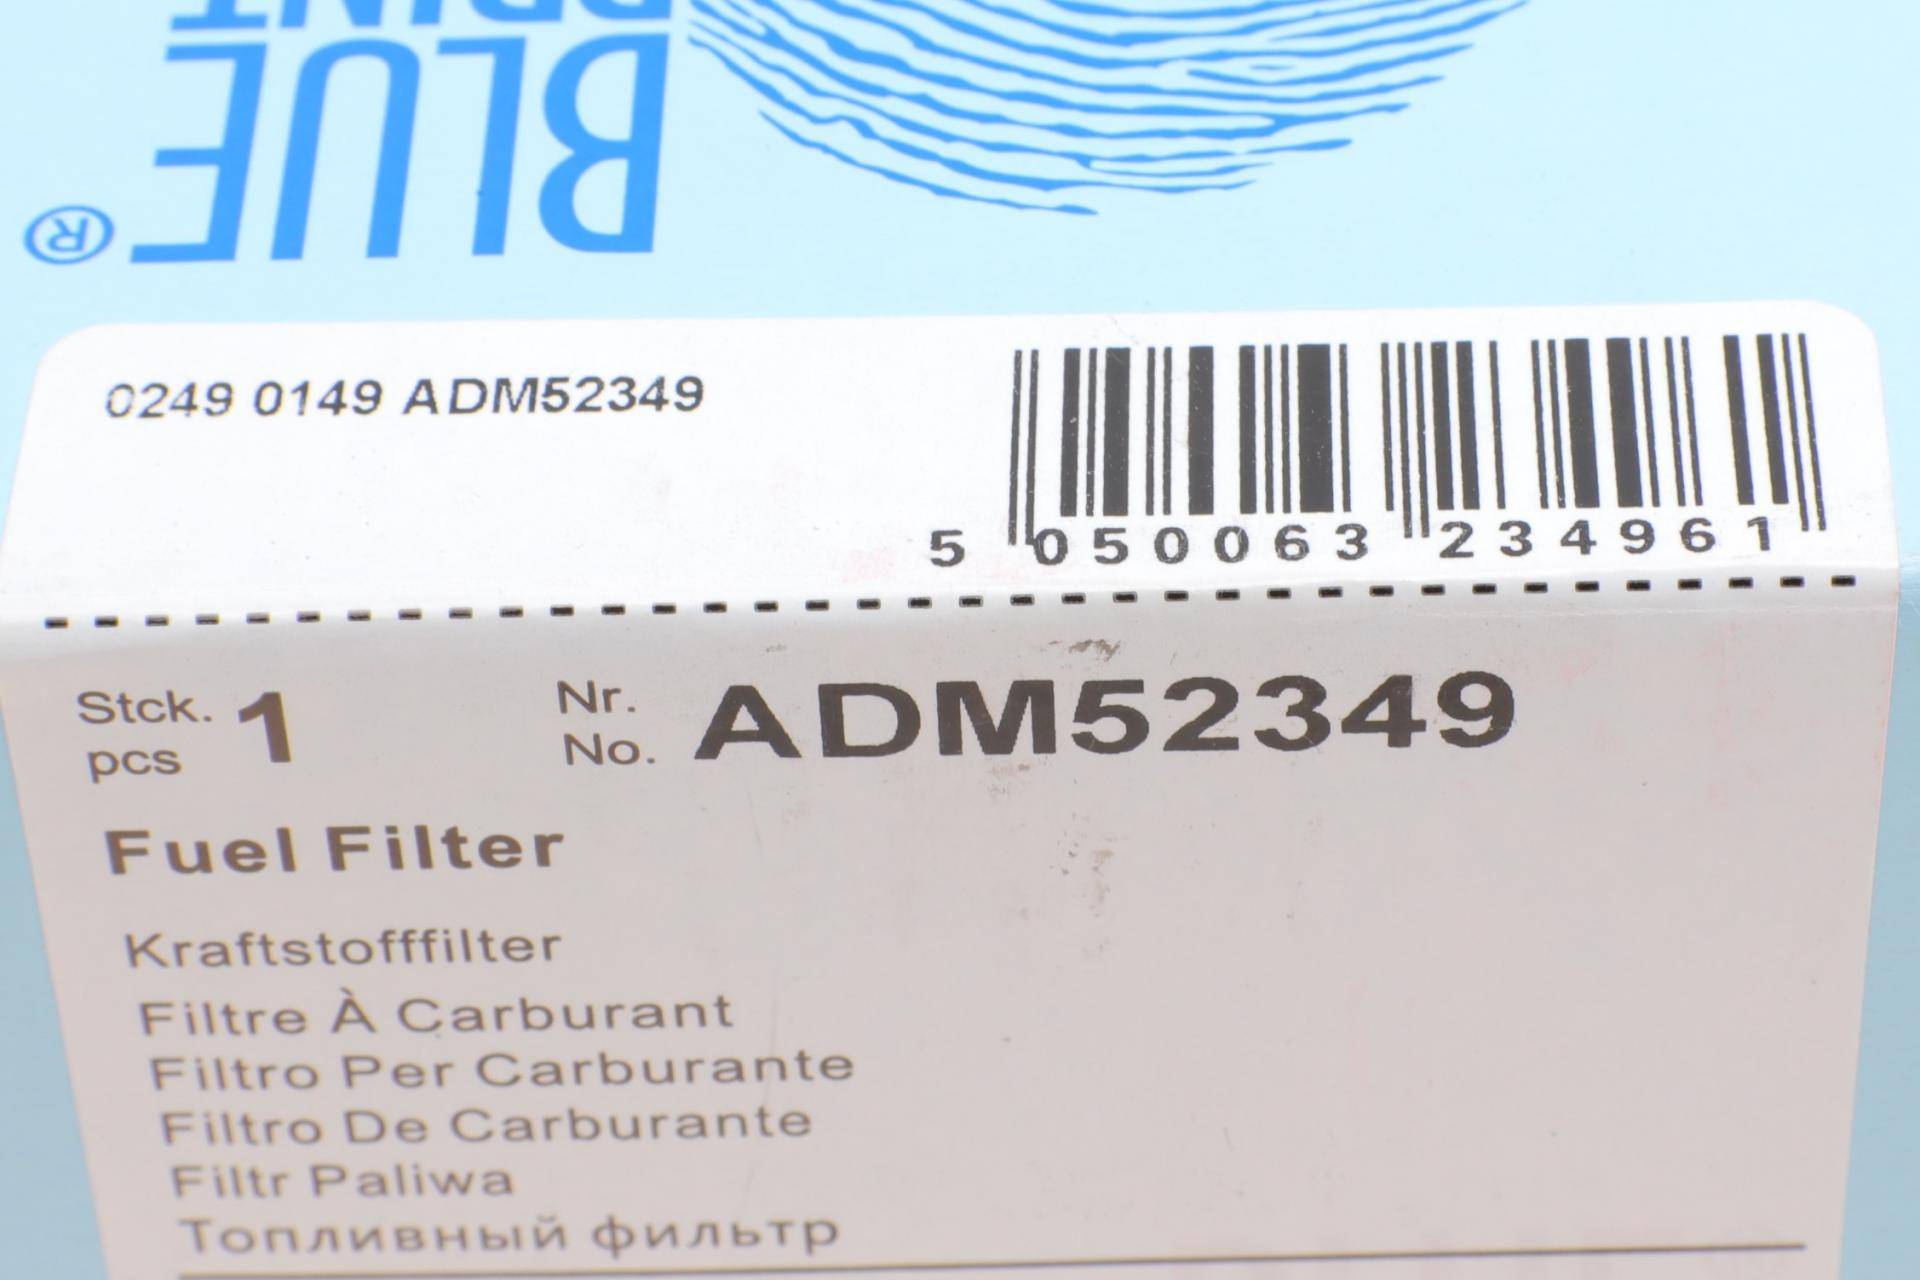 BLUE
PRINT
®
0249 0149 ADM52349
5 050063 234961
Stck. 1 Nr. ADM52349
pcs No.
Fuel Filter
Kraftstofffilter
Filtre À Carburant
Filtro Per Carburante
Filtro De Carburante
Filtr Paliwa
Топливный фильтр